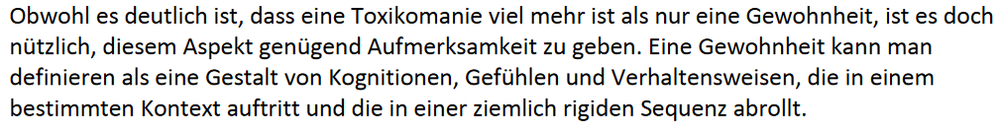 Obwohl es deutlich ist, dass eine Toxikomanie viel mehr ist als nur eine Gewohnheit, ist es doch
nützlich, diesem Aspekt genügend Aufmerksamkeit zu geben. Eine Gewohnheit kann man
definieren als eine Gestalt von Kognitionen, Gefühlen und Verhaltensweisen, die in einem
bestimmten Kontext auftritt und die in einer ziemlich rigiden Sequenz abrollt.